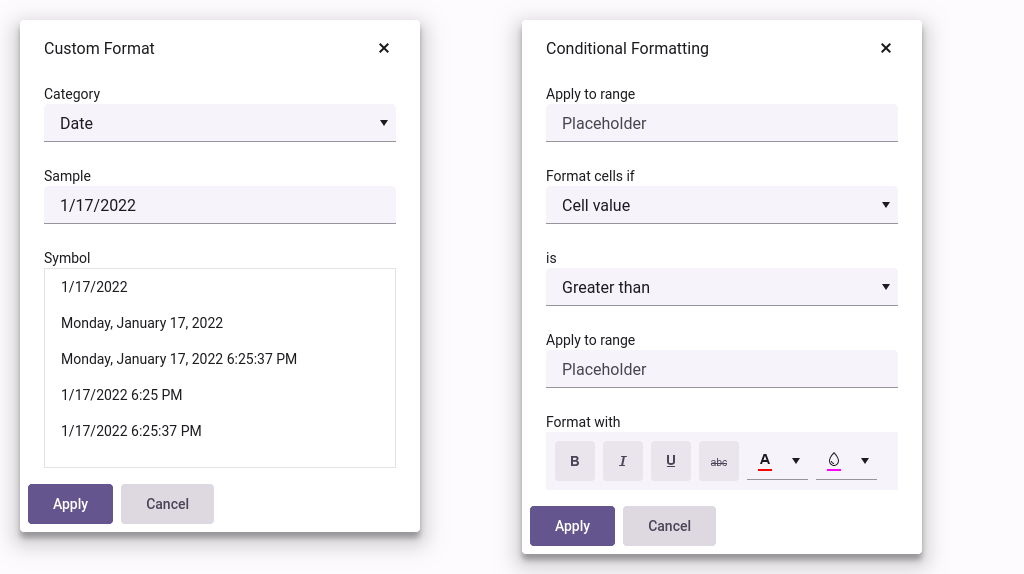 Custom Format
Category
Date
Sample
1/17/2022
Symbol
1/17/2022
Monday, January 17, 2022
Monday, January 17, 2022 6:25:37 PM
1/17/2022 6:25 PM
1/17/2022 6:25:37 PM
Apply Cancel
Conditional Formatting
Apply to range
Placeholder
Format cells if
Cell value
is
Greater than
Apply to range
Placeholder
Format with
B I U abc A
Apply Cancel